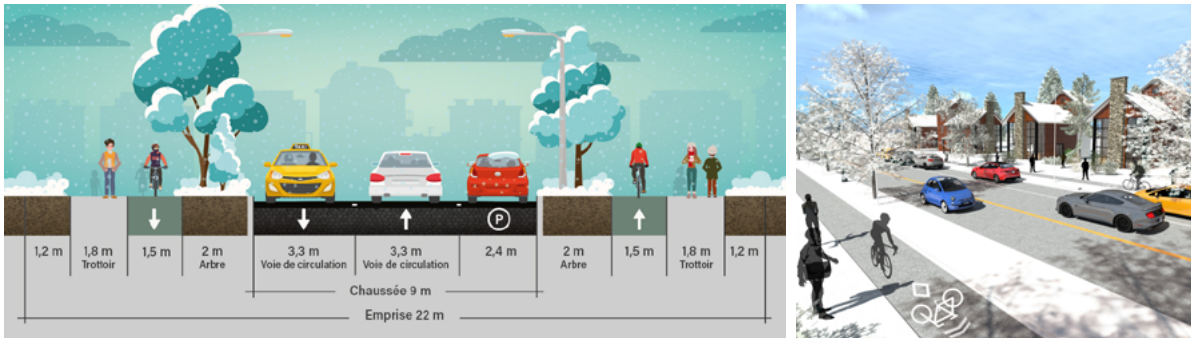 TAXI
P
1,2 m
1,8 m
Trottoir
1,5 m
2 m
Arbre
3,3 m
Voie de circulation
3,3 m
Voie de circulation
2,4 m
2 m
Arbre
1,5 m
1,8 m
Trottoir
1,2 m
Chaussée 9 m
Emprise 22 m